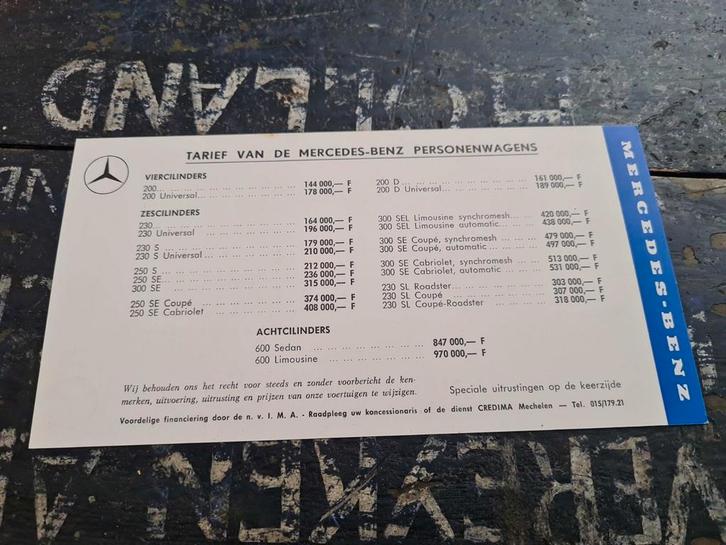 HOLLAND
TARIEF VAN DE MERCEDES-BENZ PERSONENWAGENS
VIERCILINDERS
200 ... 144 000,— F
200 Universal ... 178 000,— F
200 D ... 161 000,— F
200 D Universal ... 189 000,— F
ZESCILINDERS
230 ... 164 000,— F
230 Universal ... 196 000,— F
230 S ... 179 000,— F
230 S Universal ... 210 000,— F
250 S ... 212 000,— F
250 SE ... 236 000,— F
300 SE ... 315 000,— F
250 SE Coupé ... 374 000,— F
250 SE Cabriolet ... 408 000,— F
300 SEL Limousine synchromesh ... 420 000,— F
300 SEL Limousine automatic ... 438 000,— F
300 SE Coupé, synchromesh ... 479 000,— F
300 SE Coupé, automatic ... 497 000,— F
300 SE Cabriolet, synchromesh ... 513 000,— F
300 SE Cabriolet, automatic ... 531 000,— F
230 SL Roadster ... 303 000,— F
230 SL Coupé ... 307 000,— F
230 SL Coupé-Roadster ... 318 000,— F
ACHTCILINDERS
600 Sedan ... 847 000,— F
600 Limousine ... 970 000,— F
Wij behouden ons het recht voor steeds en zonder voorbericht de ken-
merken, uitvoering, uitrusting en prijzen van onze voertuigen te wijzigen.
Speciale uitrustingen op de keerzijde
Voordelige financiering door de n. v. I. M. A. - Raadpleeg uw koncessionaris of de dienst CREDIMA Mechelen — Tel. 015/179.21
MERCEDES-BENZ